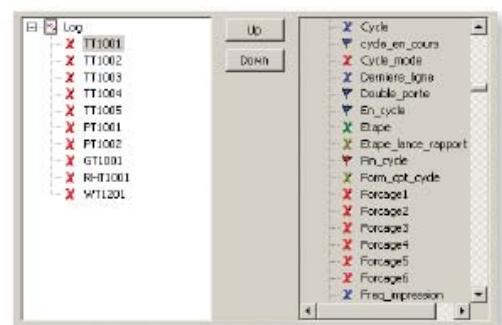 Log
TT1001
TT1002
TT1003
TT1004
TT1005
PT1001
PT1002
GT1001
RHT1001
WT1201
Up
Down
Cycle
cycle_en_cours
Cycle_mode
Derniere_ligne
Double_porte
En_cycle
Etape
Etape_lance_rapport
Fin_cycle
Form_cpt_cycle
Forcage1
Forcage2
Forcage3
Forcage4
Forcage5
Forcage6
Freq_impression